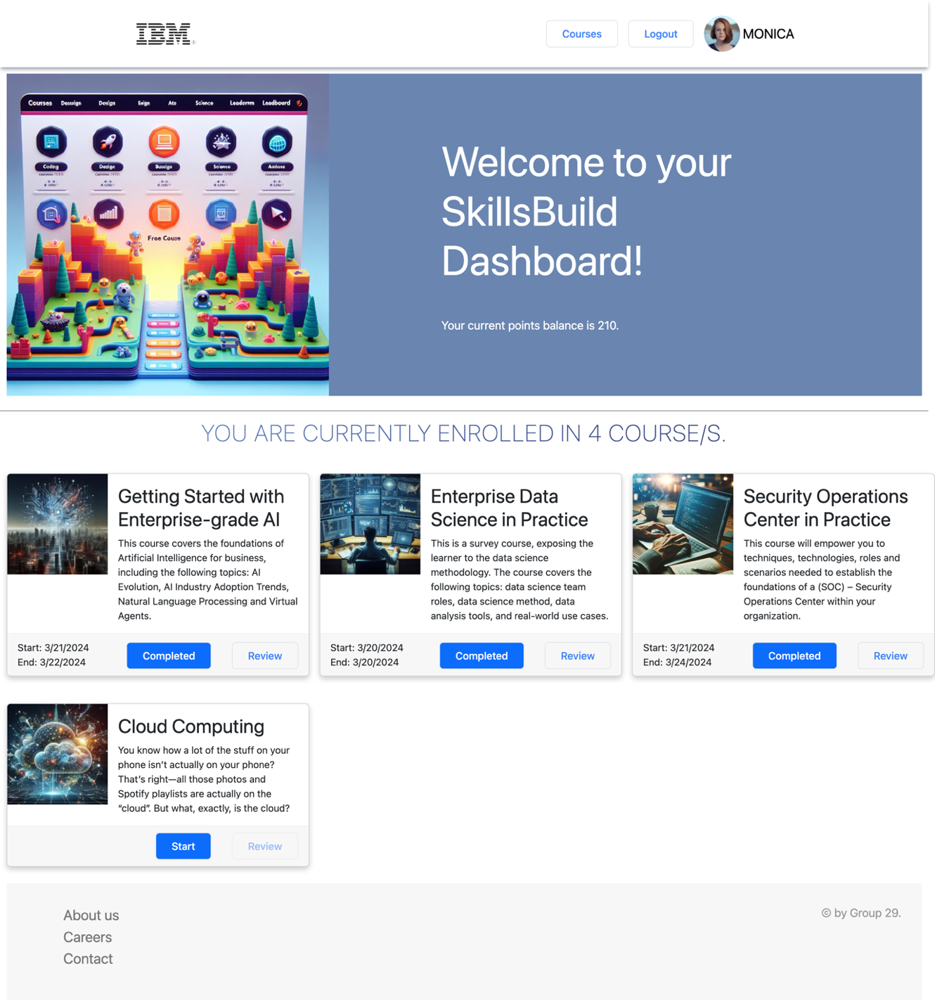 IBM
Courses
Logout
MONICA
Courses Dessign Design Esign Ats Science Leaderrm Leadboard
Coding Design Bussign Science
Free Couse
Welcome to your
SkillsBuild
Dashboard!
Your current points balance is 210.
YOU ARE CURRENTLY ENROLLED IN 4 COURSE/S.
Getting Started with
Enterprise-grade AI
This course covers the foundations of
Artificial Intelligence for business,
including the following topics: AI
Evolution, AI Industry Adoption Trends,
Natural Language Processing and Virtual
Agents.
Start: 3/21/2024
End: 3/22/2024
Completed
Review
Enterprise Data
Science in Practice
This is a survey course, exposing the
learner to the data science
methodology. The course covers the
following topics: data science team
roles, data science method, data
analysis tools, and real-world use cases.
Start: 3/20/2024
End: 3/20/2024
Completed
Review
Security Operations
Center in Practice
This course will empower you to
techniques, technologies, roles and
scenarios needed to establish the
foundations of a (SOC) – Security
Operations Center within your
organization.
Start: 3/21/2024
End: 3/24/2024
Completed
Review
Cloud Computing
You know how a lot of the stuff on your
phone isn’t actually on your phone?
That’s right—all those photos and
Spotify playlists are actually on the
“cloud”. But what, exactly, is the cloud?
Start
Review
About us
Careers
Contact
© by Group 29.